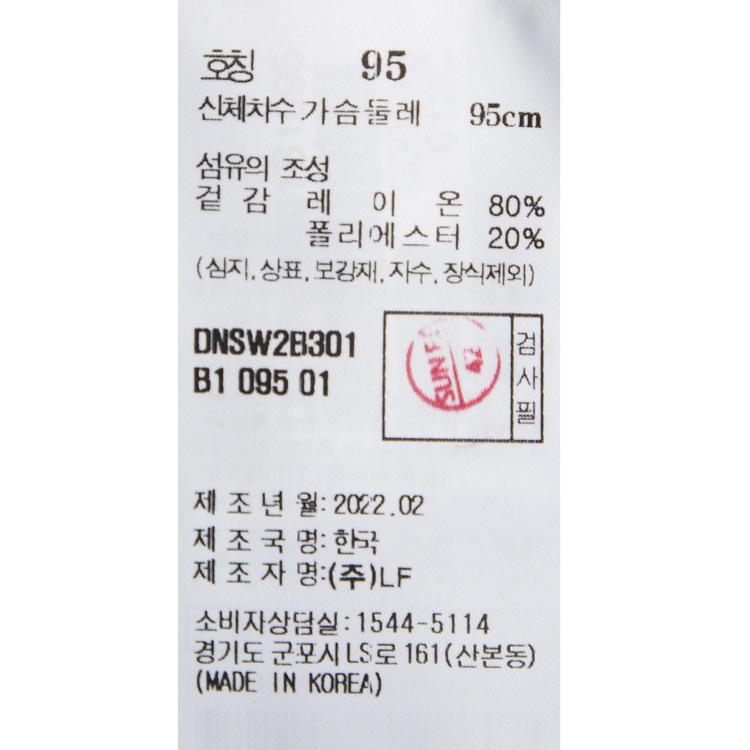 호칭 95
신체차수 가슴둘레 95cm
섬유의 조성
겉감 레이온 80%
폴리에스터 20%
(심지, 상표, 보강재, 자수, 장식제외)
DNSW2B301
B1 095 01
SUN F
42
검사필
제조년월: 2022.02
제조국명: 한국
제조자명:(주)LF
소비자상담실: 1544-5114
경기도 군포시 LS로 161(산본동)
(MADE IN KOREA)